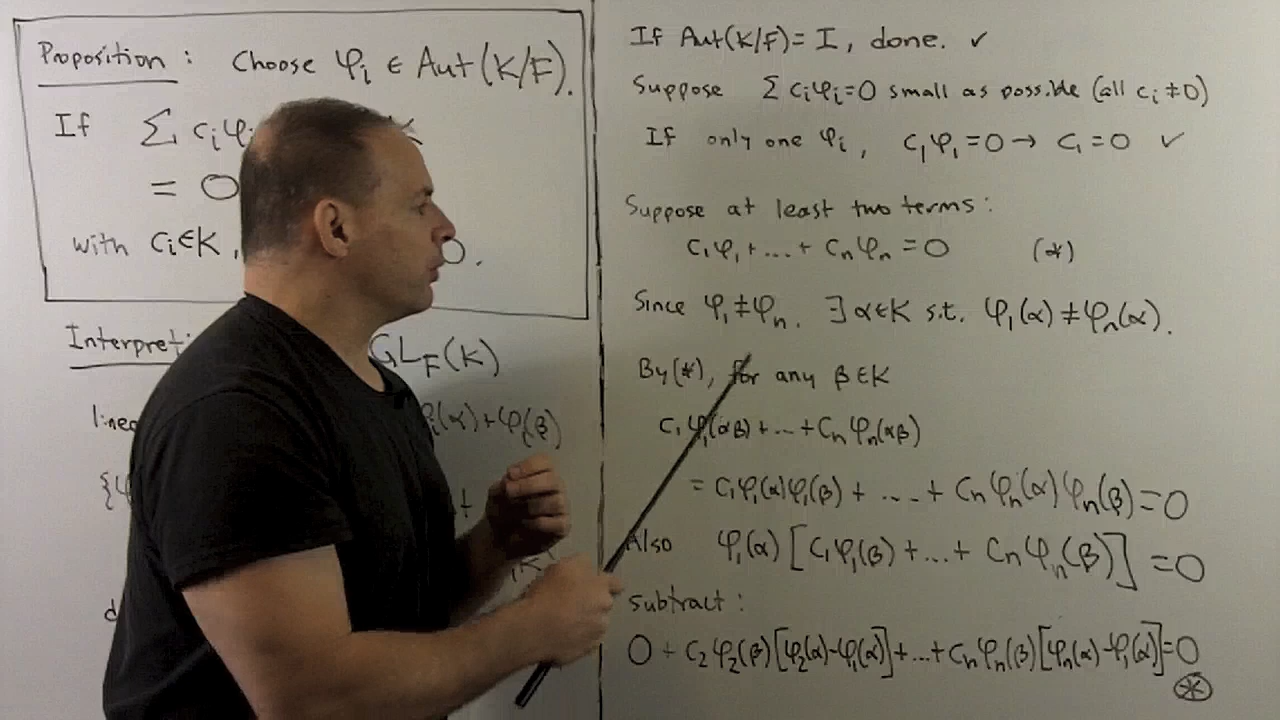 Proposition: Choose φᵢ ∈ Aut(K/F).
If Σ cᵢφᵢ K
= 0
with cᵢ∈K, 0.
GL_F(K)
(α)+φᵢ(β)
{φ
If Aut(K/F) = I, done. ✓
Suppose Σ cᵢφᵢ=0 small as possible (all cᵢ≠0)
If only one φᵢ, c₁φ₁=0 → c₁=0 ✓
Suppose at least two terms:
c₁φ₁+...+cₙφₙ=0 (*)
Since φ₁≠φₙ, ∃ α∈K s.t. φ₁(α)≠φₙ(α).
By (*), for any β∈K
c₁φ₁(αβ)+...+cₙφₙ(αβ)
= c₁φ₁(α)φ₁(β) + ... + cₙφₙ(α)φₙ(β)=0
Also φ₁(α)[c₁φ₁(β)+...+cₙφₙ(β)]=0
subtract:
0 + c₂φ₂(β)[φ₂(α)-φ₁(α)]+...+cₙφₙ(β)[φₙ(α)-φ₁(α)]=0
⊛